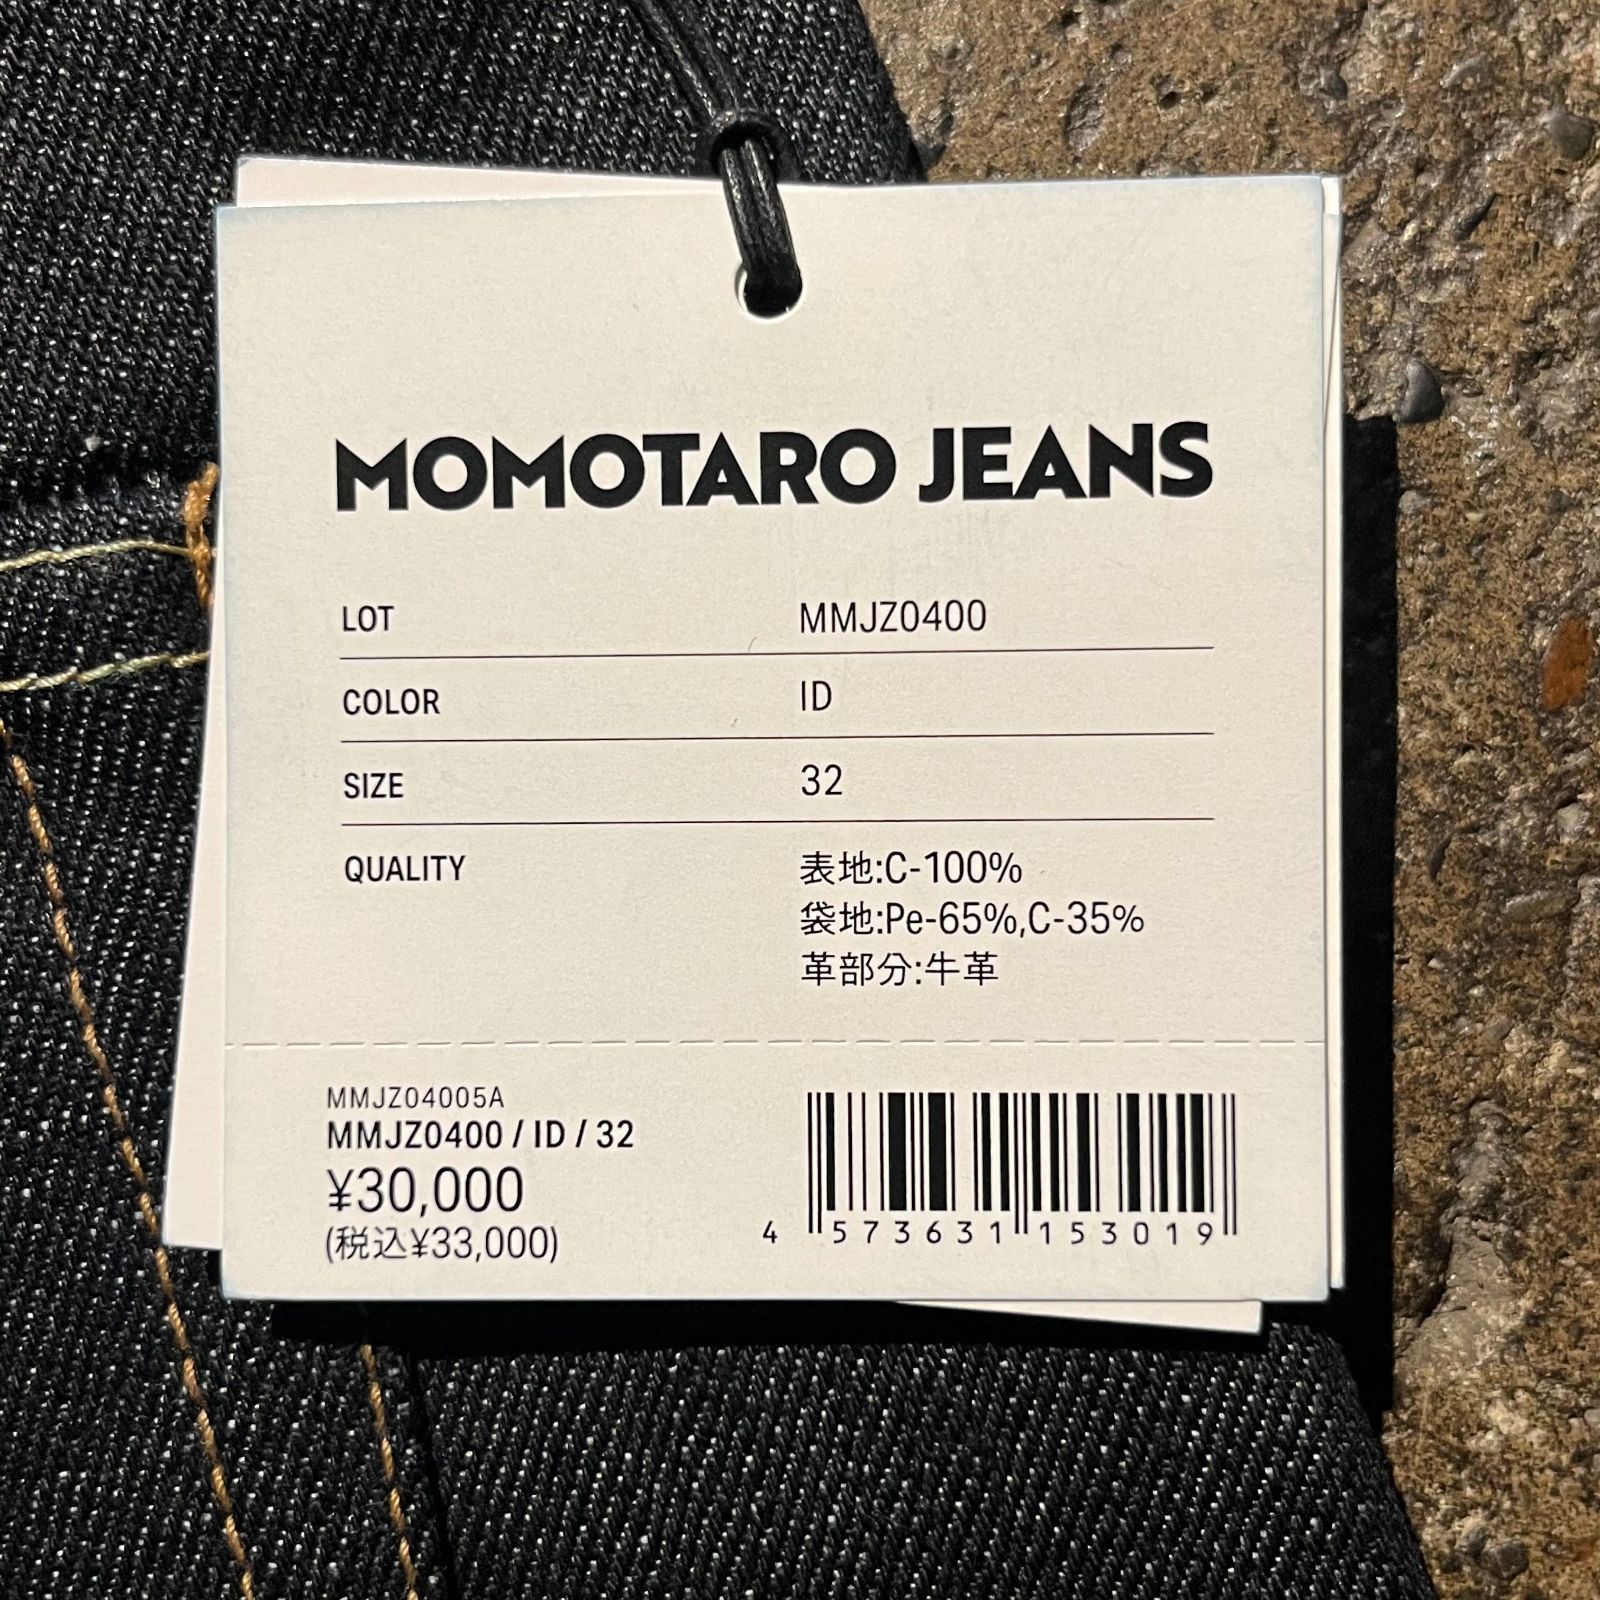 MOMOTARO JEANS
LOT MMJZ0400
COLOR ID
SIZE 32
QUALITY 表地:C-100%
袋地:Pe-65%,C-35%
革部分:牛革
MMJZ04005A
MMJZ0400 / ID / 32
¥30,000
(税込¥33,000)
4 573631 153019